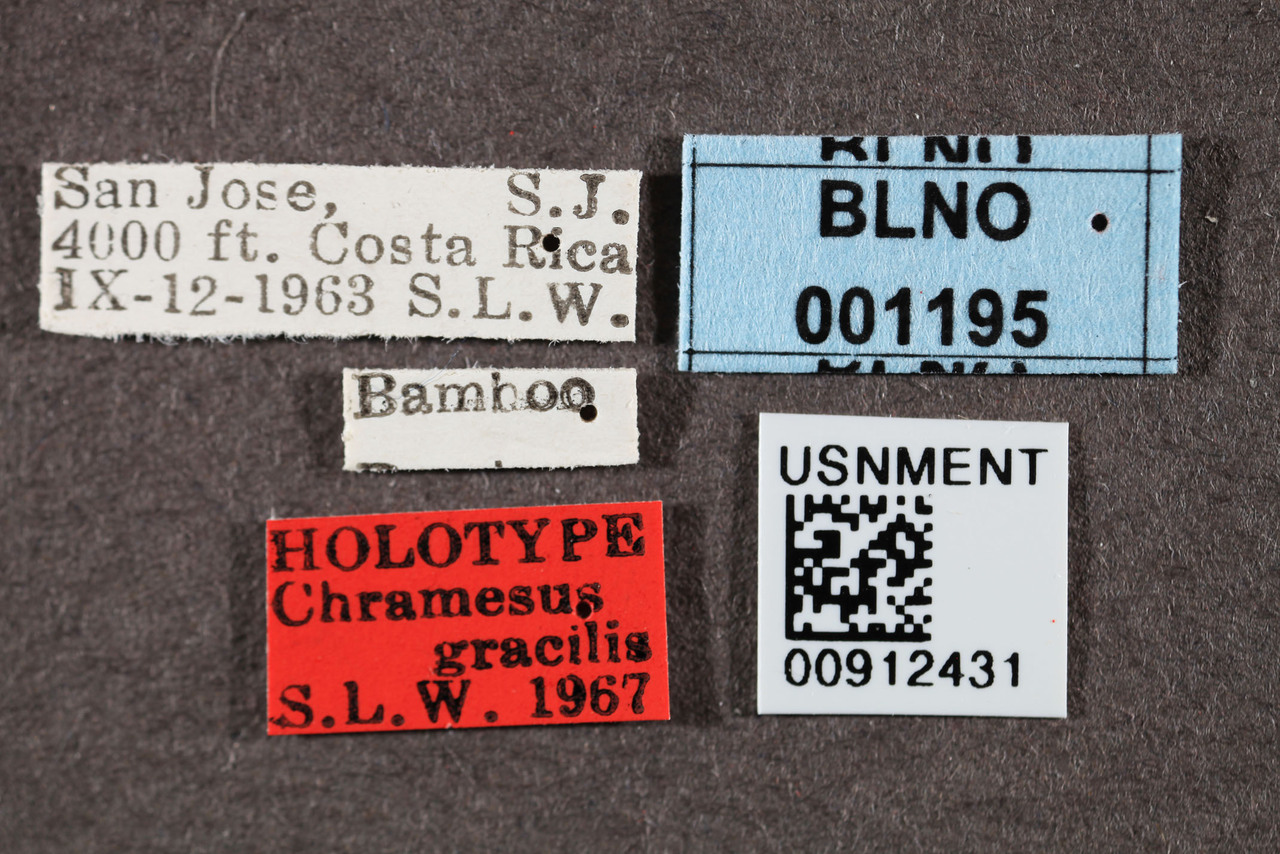 San Jose, S.J.
4000 ft. Costa Rica
IX-12-1963 S.L.W.
Bamboo
HOLOTYPE
Chramesus
gracilis
S.L.W. 1967
BLNO
001195
USNMENT
00912431